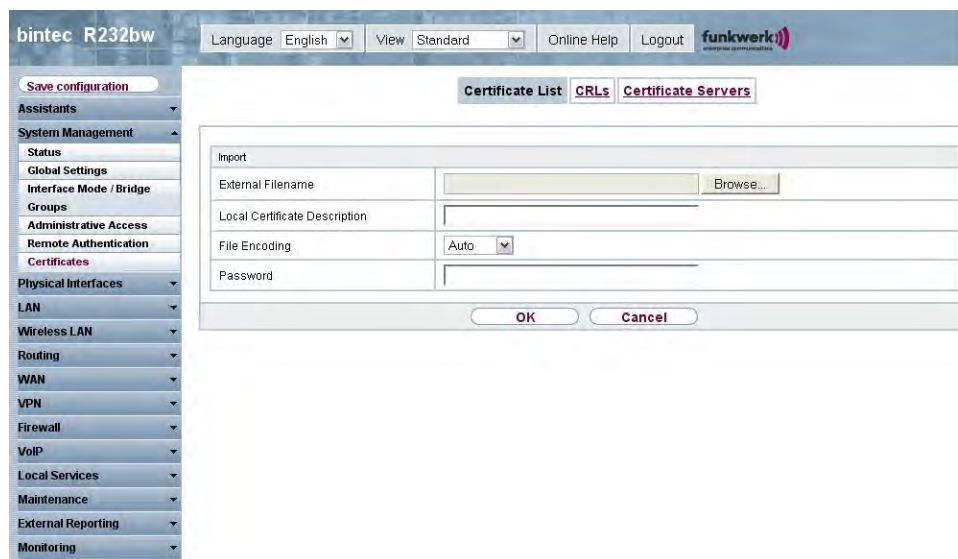 bintec R232bw
Language English View Standard Online Help Logout funkwerk
enterprise communications
Save configuration
Assistants
System Management
Status
Global Settings
Interface Mode / Bridge
Groups
Administrative Access
Remote Authentication
Certificates
Physical Interfaces
LAN
Wireless LAN
Routing
WAN
VPN
Firewall
VoIP
Local Services
Maintenance
External Reporting
Monitoring
Certificate List CRLs Certificate Servers
Import
External Filename Browse...
Local Certificate Description
File Encoding Auto
Password
OK Cancel